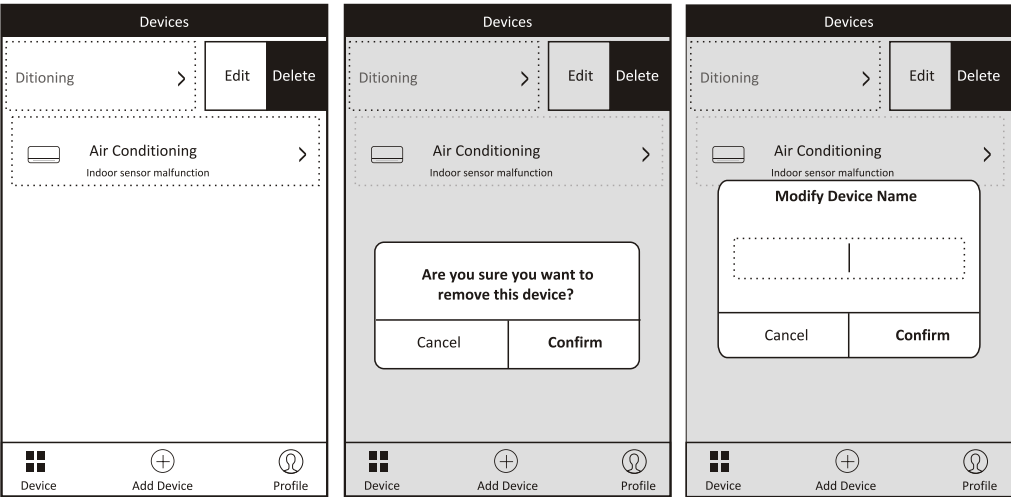 Devices
Ditioning
Edit
Delete
Air Conditioning
Indoor sensor malfunction
Device
Add Device
Profile
Devices
Ditioning
Edit
Delete
Air Conditioning
Indoor sensor malfunction
Are you sure you want to
remove this device?
Cancel
Confirm
Device
Add Device
Profile
Devices
Ditioning
Edit
Delete
Air Conditioning
Indoor sensor malfunction
Modify Device Name
Cancel
Confirm
Device
Add Device
Profile